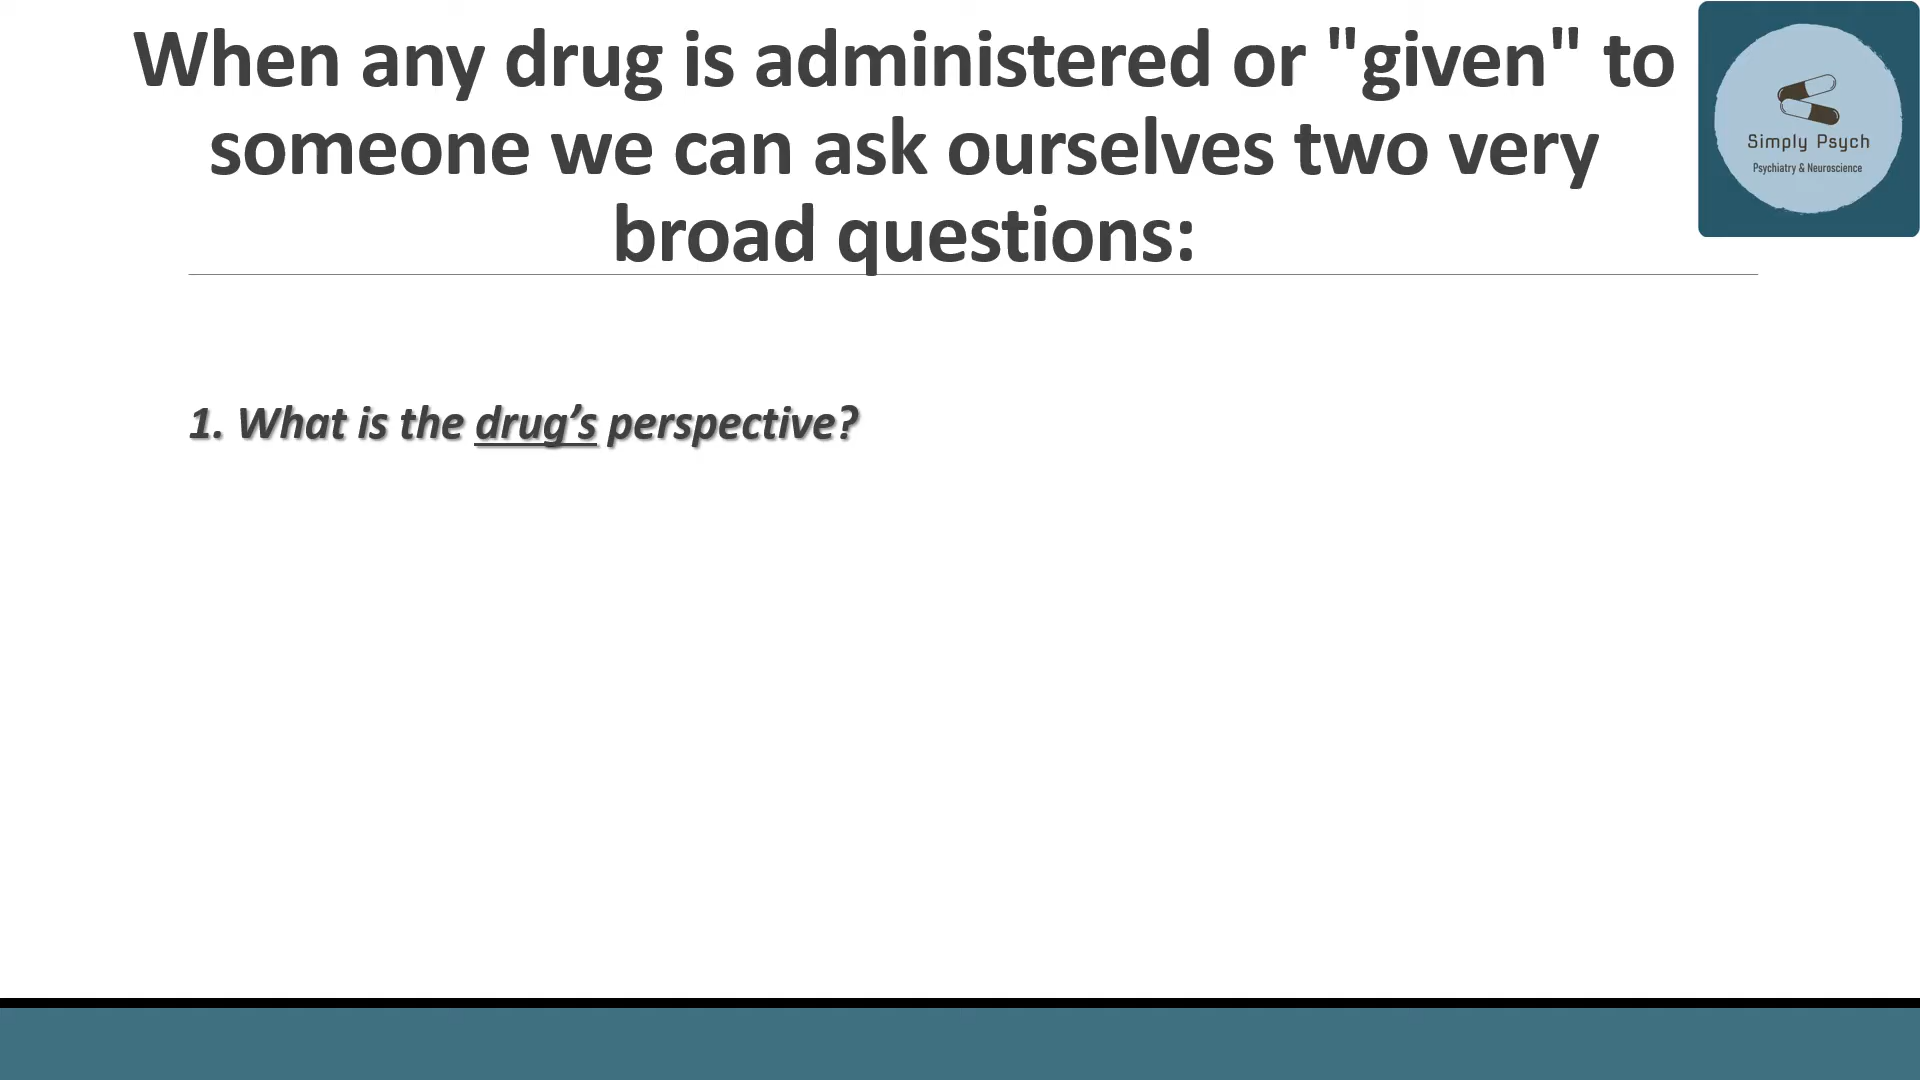 When any drug is administered or "given" to
someone we can ask ourselves two very
broad questions:
Simply Psych
Psychiatry & Neuroscience
1. What is the drug’s perspective?